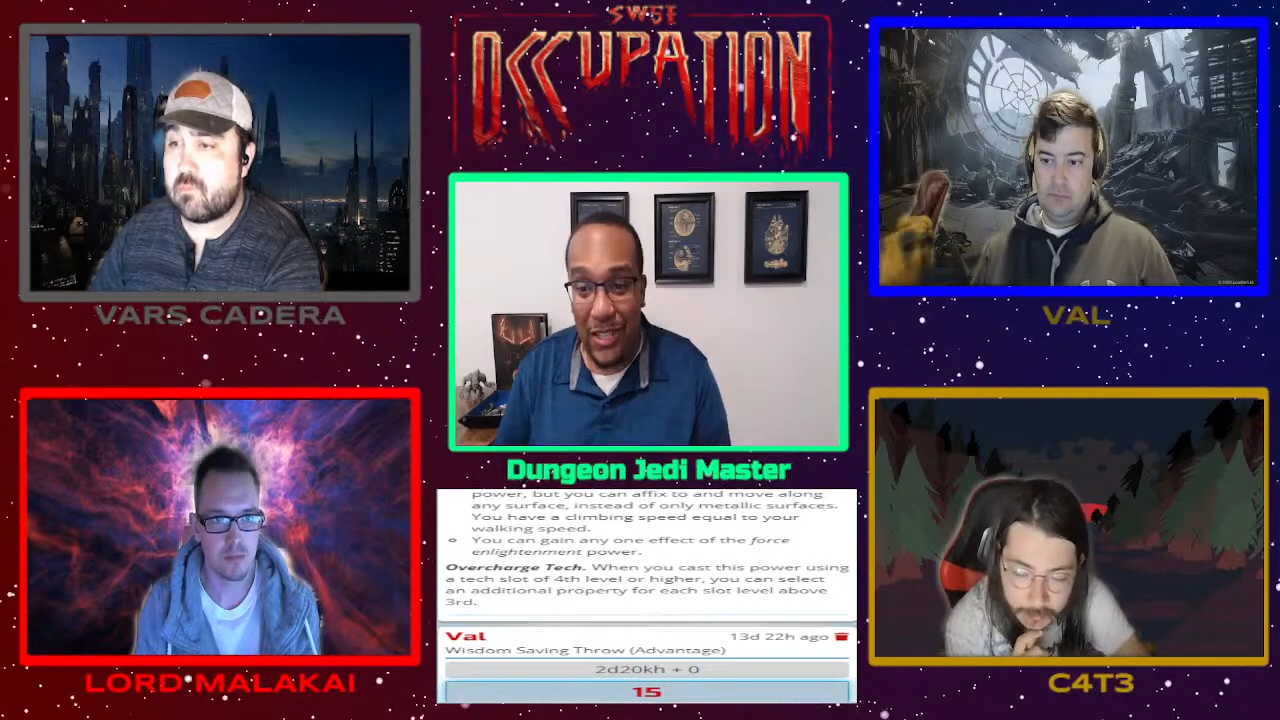 SW5E
OCCUPATION
VARS CADERA
VAL
Dungeon Jedi Master
LORD MALAKAI
C4T3
power, but you can affix to and move along
any surface, instead of only metallic surfaces.
You have a climbing speed equal to your
walking speed.
You can gain any one effect of the force
enlightenment power.
Overcharge Tech. When you cast this power using
a tech slot of 4th level or higher, you can select
an additional property for each slot level above
3rd.
Val 13d 22h ago
Wisdom Saving Throw (Advantage)
2d20kh + 0
15